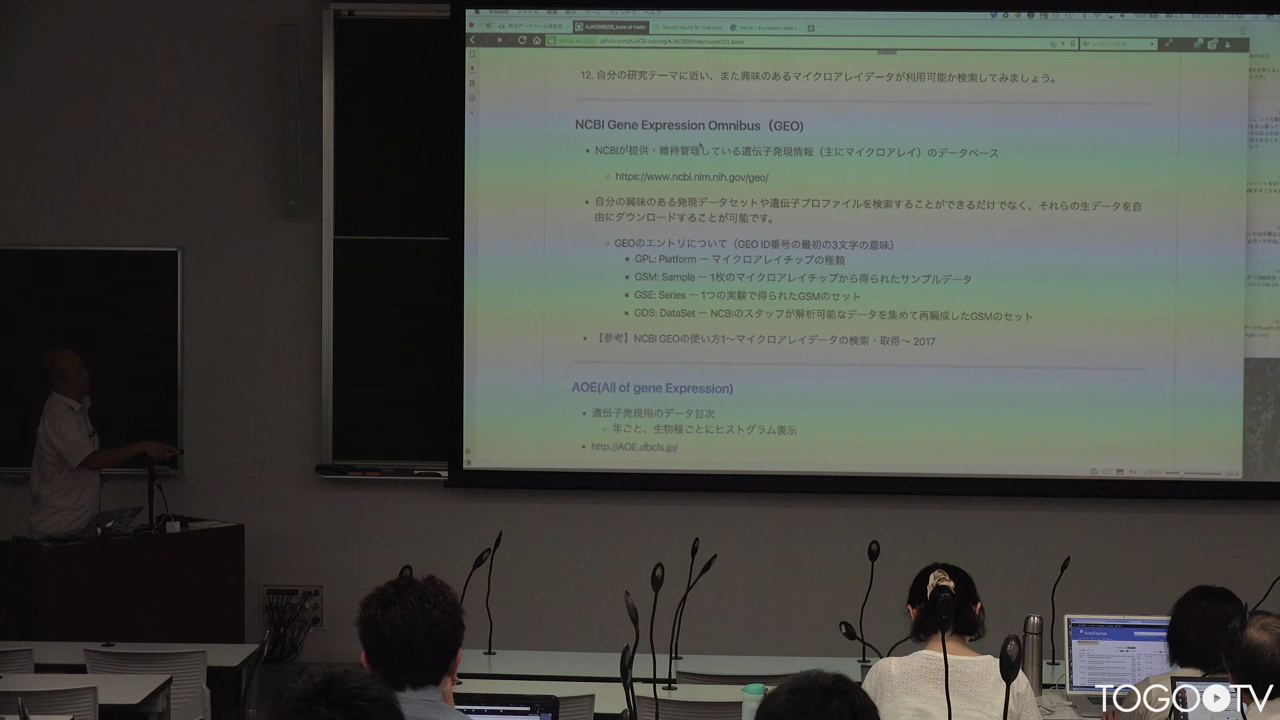 12. 自分の研究テーマに近い、また興味のあるマイクロアレイデータが利用可能か検索してみましょう。
NCBI Gene Expression Omnibus（GEO）
• NCBIが提供・維持管理している遺伝子発現情報（主にマイクロアレイ）のデータベース
○ https://www.ncbi.nlm.nih.gov/geo/
• 自分の興味のある発現データセットや遺伝子プロファイルを検索することができるだけでなく、それらの生データを自
由にダウンロードすることが可能です。
○ GEOのエントリについて（GEO ID番号の最初の3文字の意味）
▪ GPL: Platform — マイクロアレイチップの種類
▪ GSM: Sample — 1枚のマイクロアレイチップから得られたサンプルデータ
▪ GSE: Series — 1つの実験で得られたGSMのセット
▪ GDS: DataSet — NCBIのスタッフが解析可能なデータを集めて再編成したGSMのセット
• 【参考】NCBI GEOの使い方1〜マイクロアレイデータの検索・取得〜 2017
AOE(All of gene Expression)
• 遺伝子発現用のデータ目次
○ 年ごと、生物種ごとにヒストグラム表示
• http://AOE.dbcls.jp/
ArrayExpress
TOGO TV